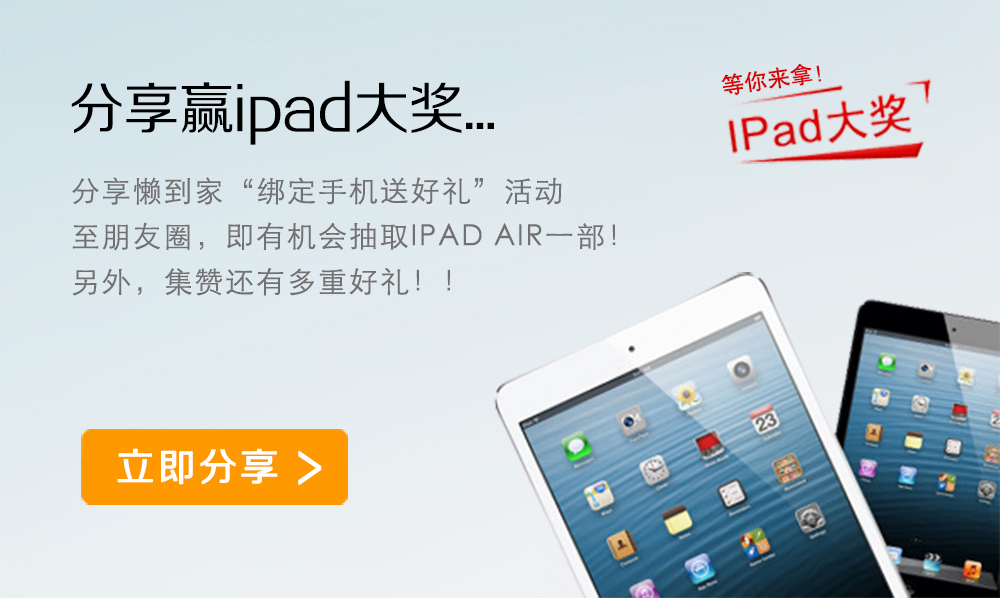 分享赢ipad大奖...
等你来拿！
IPad大奖
分享懒到家“绑定手机送好礼”活动
至朋友圈，即有机会抽取IPAD AIR一部！
另外，集赞还有多重好礼！！
立即分享 >
23